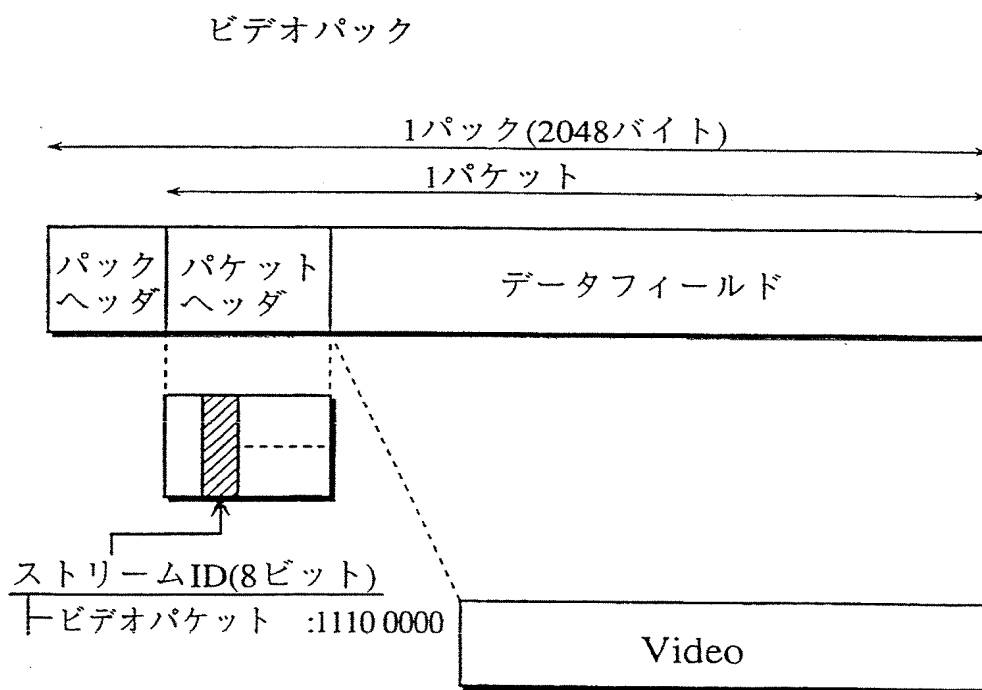 ビデオパック
1パック(2048バイト)
1パケット
パック
ヘッダ
パケット
ヘッダ
データフィールド
ストリームID(8ビット)
ビデオパケット :1110 0000
Video